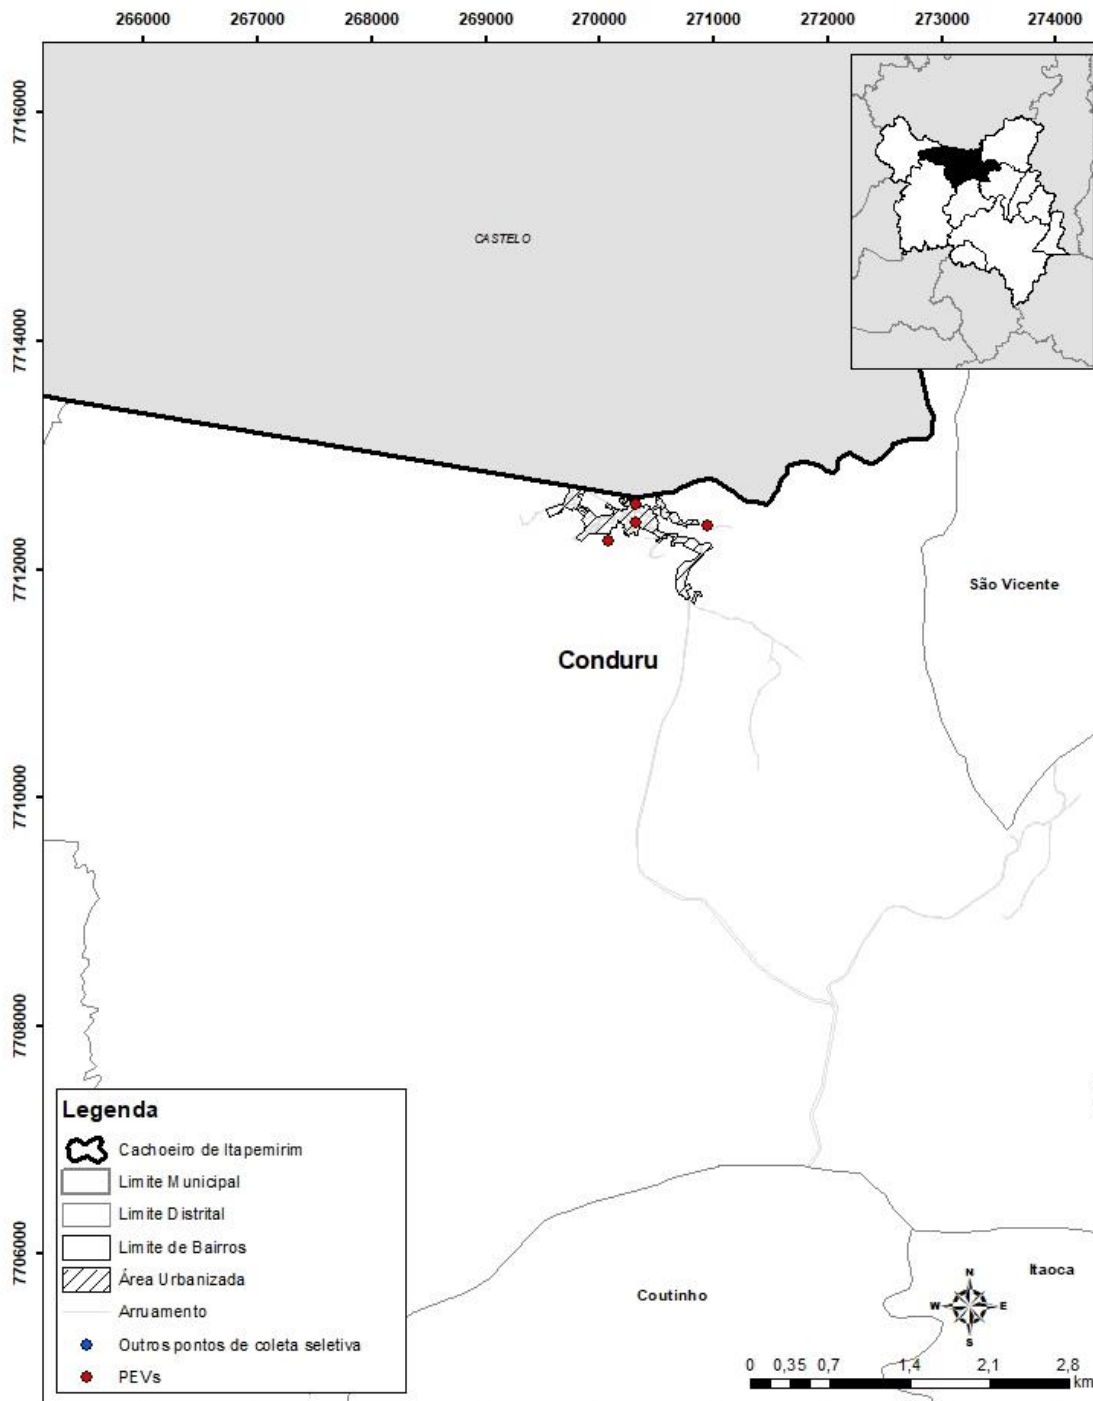 266000 267000 268000 269000 270000 271000 272000 273000 274000
7716000
CASTELO
7714000
7712000
São Vicente
Conduru
7710000
7708000
Legenda
Cachoeiro de Itapemirim
Limite Municipal
Limite Distrital
Limite de Bairros
Área Urbanizada
Arruamento
Outros pontos de coleta seletiva
PEVs
7706000
Coutinho
Itaoca
N
W E
S
0 0,35 0,7 1,4 2,1 2,8
km